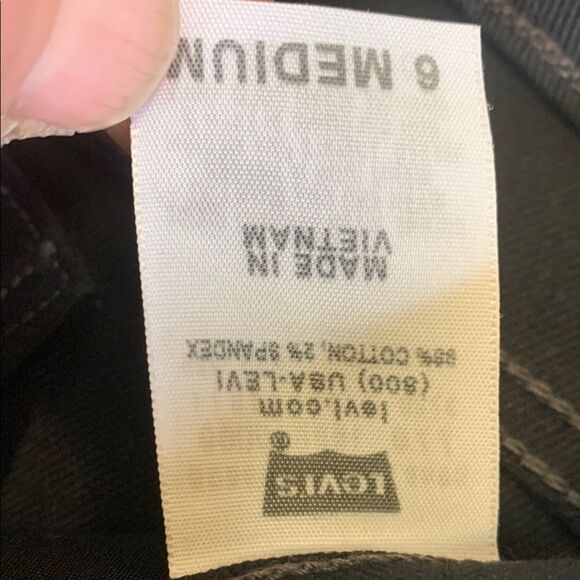 LEVI'S
®
levi.com
(800) USA-LEVI
98% COTTON, 2% SPANDEX
MADE IN
VIETNAM
6 MEDIUM